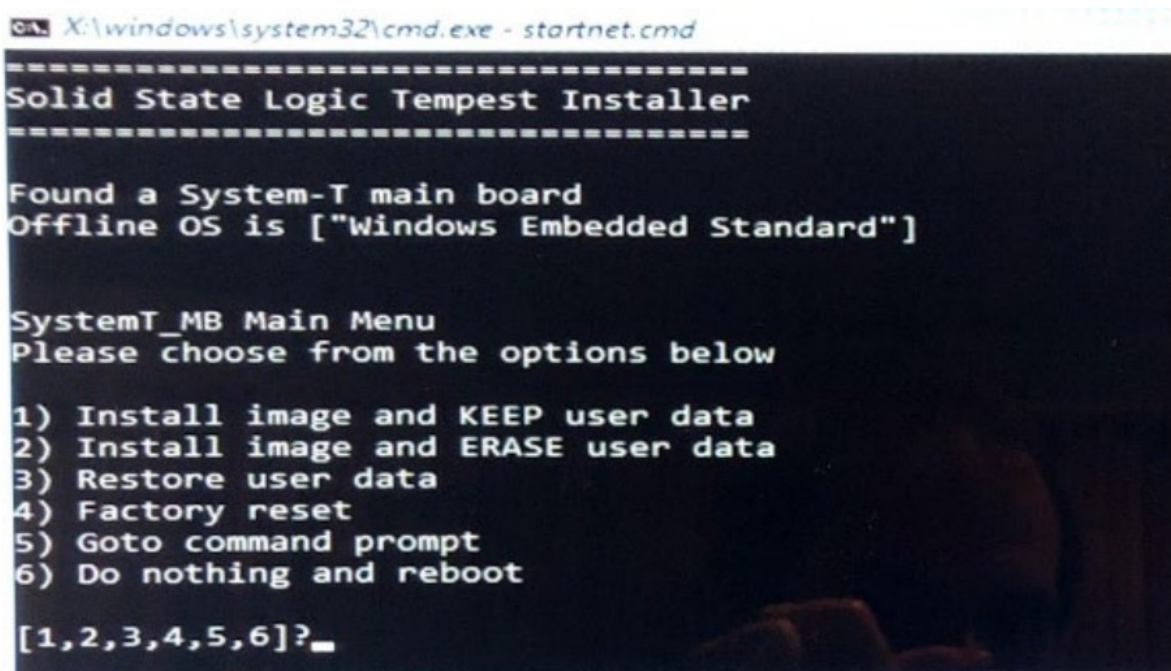 X:\windows\system32\cmd.exe - startnet.cmd
=====================================
Solid State Logic Tempest Installer
=====================================
Found a System-T main board
Offline OS is ["Windows Embedded Standard"]
SystemT_MB Main Menu
Please choose from the options below
1) Install image and KEEP user data
2) Install image and ERASE user data
3) Restore user data
4) Factory reset
5) Goto command prompt
6) Do nothing and reboot
[1,2,3,4,5,6]?_